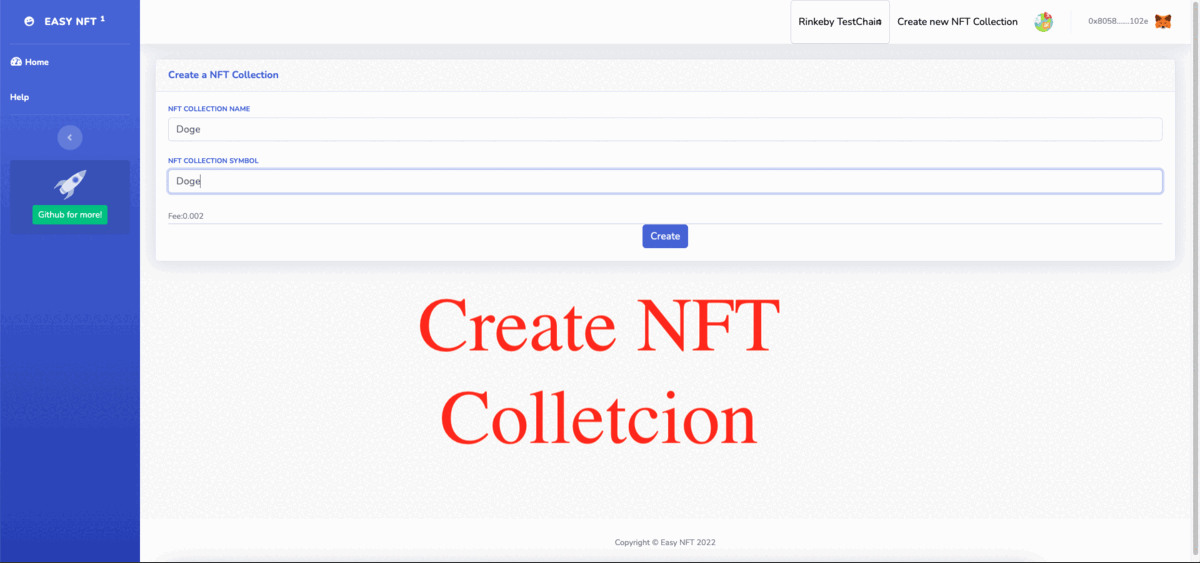 EASY NFT 1
Rinkeby TestChain
Create new NFT Collection
0x8058......102e
Home
Help
Github for more!
Create a NFT Collection
NFT COLLECTION NAME
Doge
NFT COLLECTION SYMBOL
Doge
Fee:0.002
Create
Create NFT
Colletcion
Copyright © Easy NFT 2022